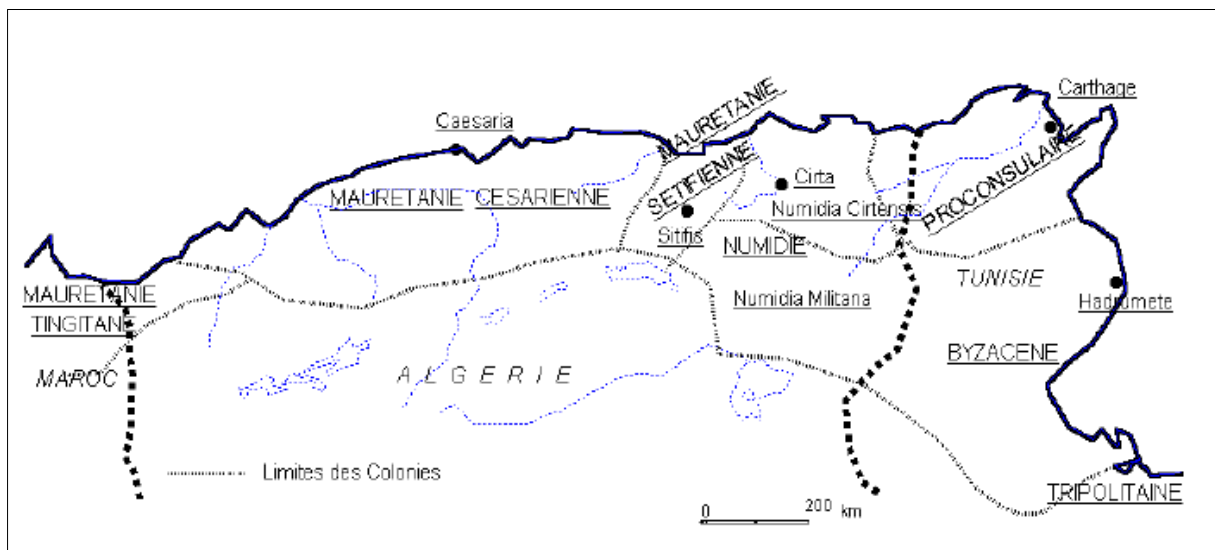 Carthage
Caesaria
MAURETANIE
SETIFIENNE
PROCONSULAIRE
Cirta
MAURETANIE CESARIENNE
Numidia Cirtensis
Sitifis
NUMIDIE
TUNISIE
MAURETANIE
TINGITANE
Numidia Militana
Hadrumete
MAROC
ALGERIE
BYZACENE
Limites des Colonies
TRIPOLITAINE
0 200 km